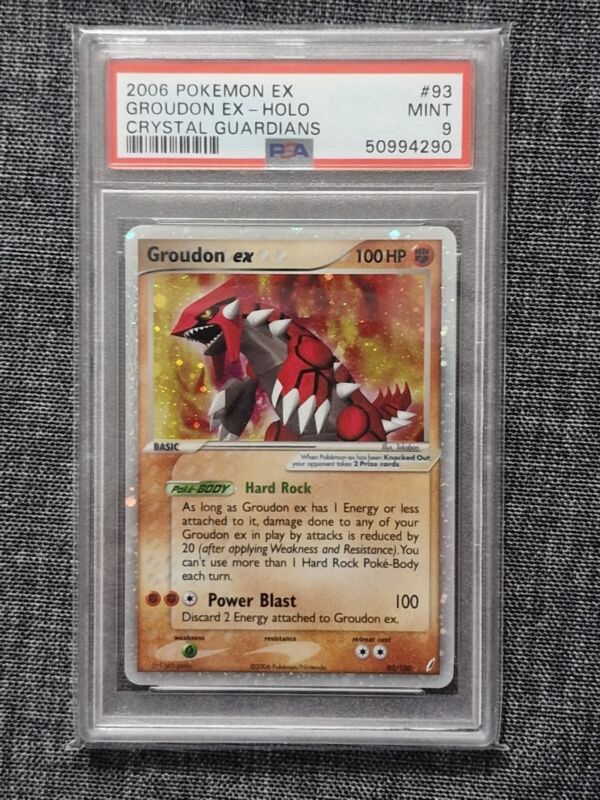 2006 POKEMON EX #93
GROUDON EX - HOLO MINT
CRYSTAL GUARDIANS 9
PSA 50994290
Groudon ex 100 HP
BASIC
When Pokémon-ex has been Knocked Out,
your opponent takes 2 Prize cards.
Poké-BODY Hard Rock
As long as Groudon ex has 1 Energy or less
attached to it, damage done to any of your
Groudon ex in play by attacks is reduced by
20 (after applying Weakness and Resistance). You
can't use more than 1 Hard Rock Poké-Body
each turn.
Power Blast 100
Discard 2 Energy attached to Groudon ex.
weakness resistance retreat cost
©2006 Pokémon/Nintendo 93/100